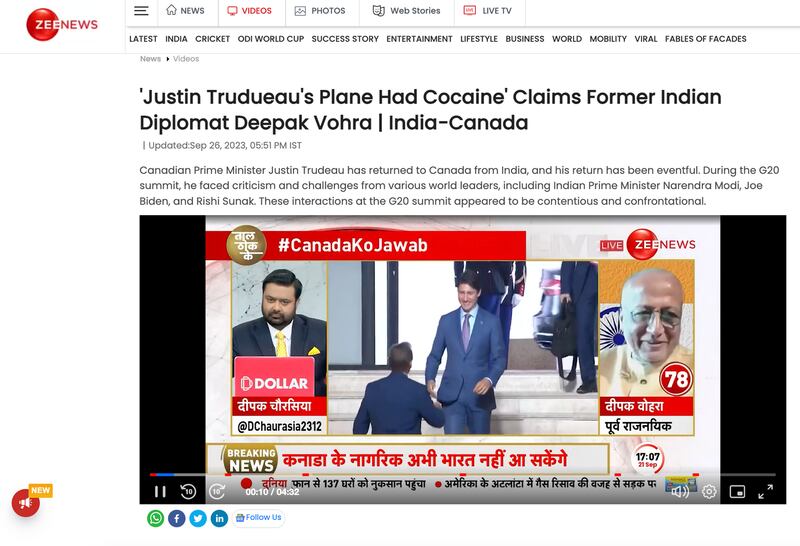 ZEENEWS
NEWS
VIDEOS
PHOTOS
Web Stories
LIVE TV
LATEST INDIA CRICKET ODI WORLD CUP SUCCESS STORY ENTERTAINMENT LIFESTYLE BUSINESS WORLD MOBILITY VIRAL FABLES OF FACADES
News Videos
'Justin Trudueau's Plane Had Cocaine' Claims Former Indian
Diplomat Deepak Vohra | India-Canada
| Updated:Sep 26, 2023, 05:51 PM IST
Canadian Prime Minister Justin Trudeau has returned to Canada from India, and his return has been eventful. During the G20
summit, he faced criticism and challenges from various world leaders, including Indian Prime Minister Narendra Modi, Joe
Biden, and Rishi Sunak. These interactions at the G20 summit appeared to be contentious and confrontational.
ताल
ठोक
के
#CanadaKoJawab
LIVE
LIVE ZEENEWS
DOLLAR
78
दीपक चौरसिया
@DChaurasia2312
दीपक वोहरा
पूर्व राजनयिक
BREAKING
NEWS
कनाडा के नागरिक अभी भारत नहीं आ सकेंगे
17:07
21 Sep
दुनिया
फान से 137 घरों को नुकसान पहुंचा
अमेरिका के अटलांटा में गैस रिसाव की वजह से सड़क पर
10
10
00:10 / 04:32
NEW
Follow Us